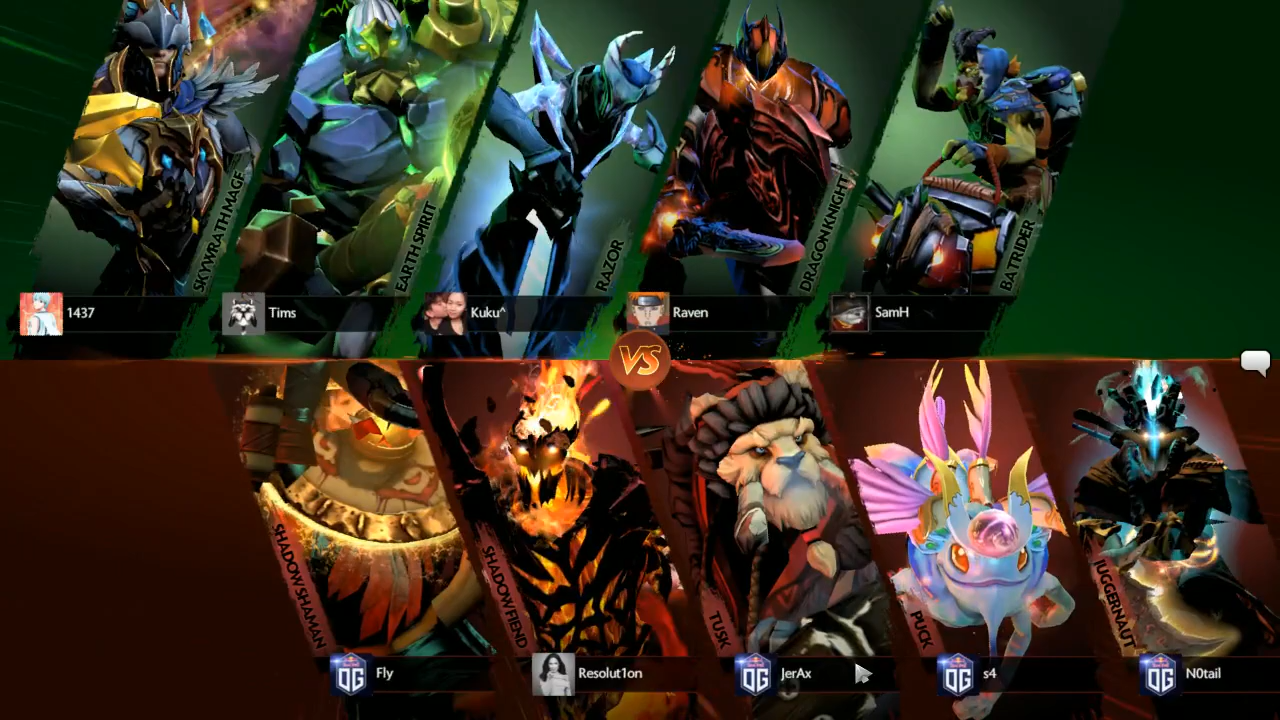 SKYWRATH MAGE
EARTH SPIRIT
RAZOR
DRAGON KNIGHT
BATRIDER
1437
Tims
Kuku^
Raven
SamH
VS
SHADOW SHAMAN
SHADOW FIEND
TUSK
PUCK
JUGGERNAUT
OG
Fly
Resolut1on
OG
JerAx
OG
s4
OG
N0tail